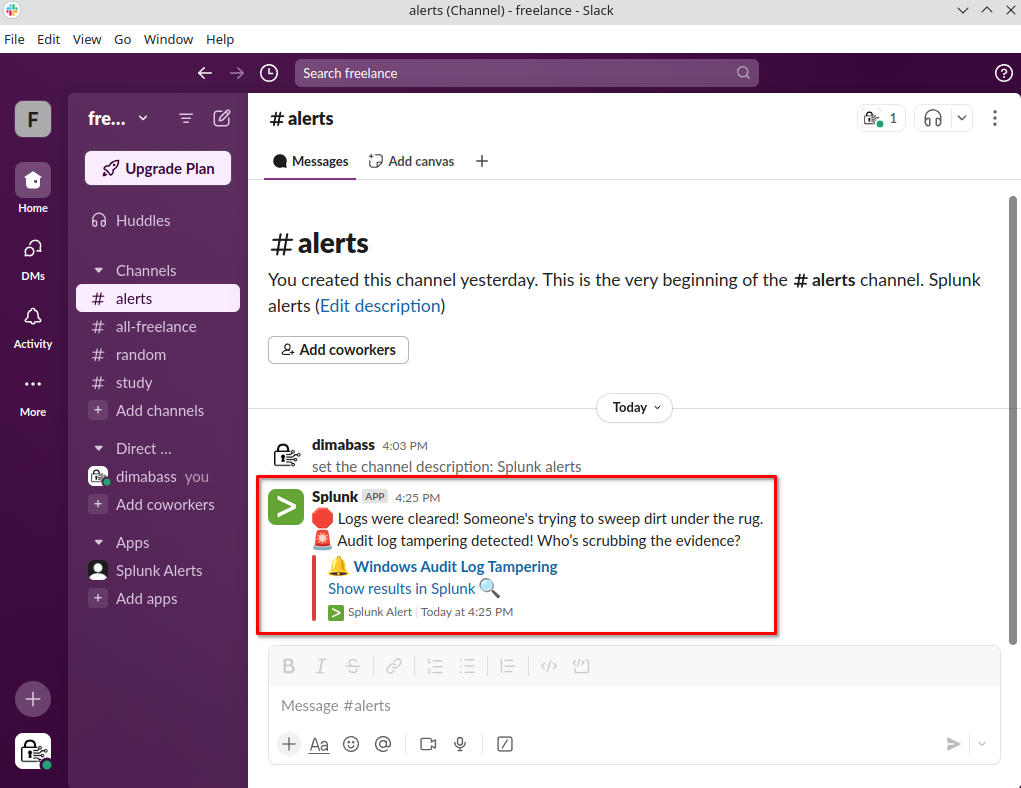 alerts (Channel) - freelance - Slack
File Edit View Go Window Help
Search freelance
F
fre...
# alerts
1
Upgrade Plan
Messages Add canvas
Home
Huddles
DMs
Channels
# alerts
# alerts
# all-freelance
You created this channel yesterday. This is the very beginning of the # alerts channel. Splunk
alerts (Edit description)
Activity
# random
Add coworkers
# study
More
Add channels
Today
Direct ...
dimabass 4:03 PM
dimabass you
set the channel description: Splunk alerts
Add coworkers
Splunk APP 4:25 PM
Logs were cleared! Someone's trying to sweep dirt under the rug.
Apps
Audit log tampering detected! Who’s scrubbing the evidence?
Splunk Alerts
Windows Audit Log Tampering
Add apps
Show results in Splunk
Splunk Alert | Today at 4:25 PM
B I S
Message #alerts
Aa